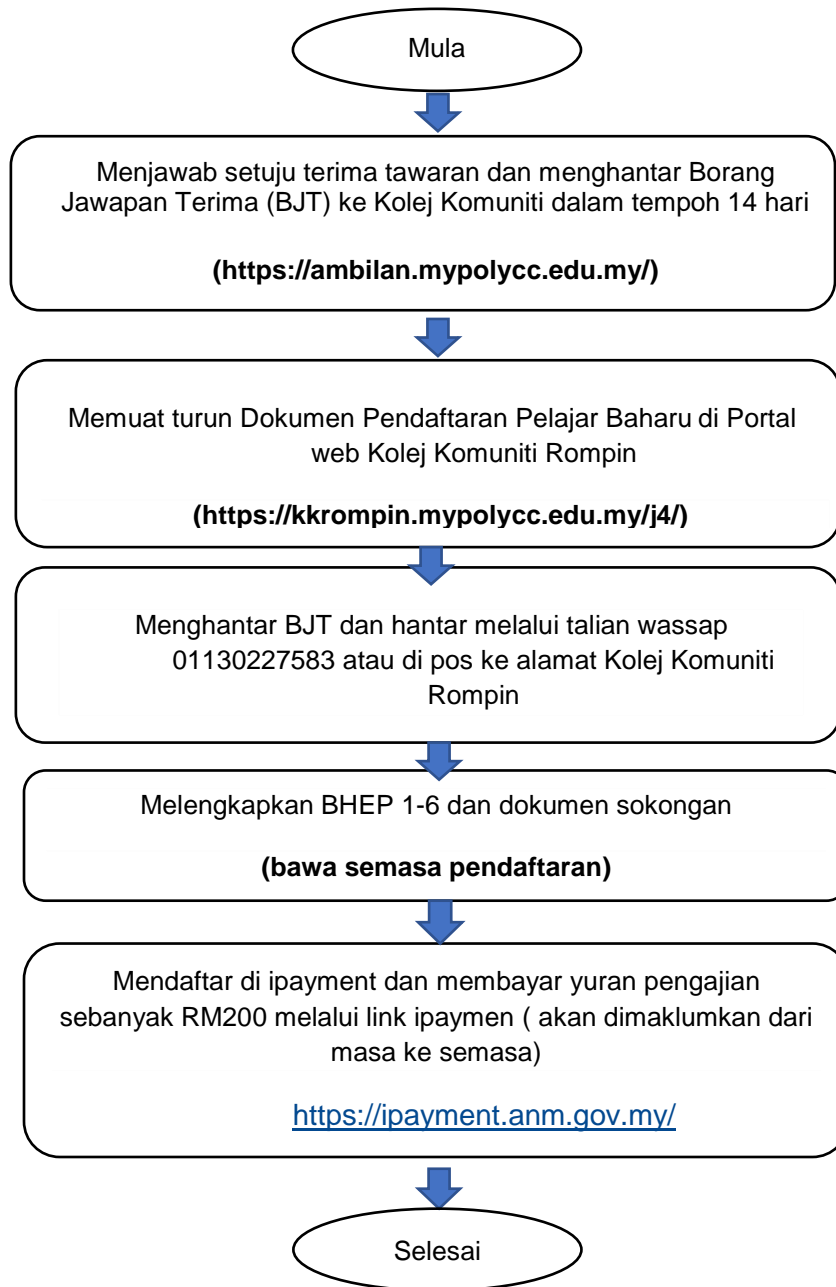 Mula
Menjawab setuju terima tawaran dan menghantar Borang
Jawapan Terima (BJT) ke Kolej Komuniti dalam tempoh 14 hari
(https://ambilan.mypolycc.edu.my/)
Memuat turun Dokumen Pendaftaran Pelajar Baharu di Portal
web Kolej Komuniti Rompin
(https://kkrompin.mypolycc.edu.my/j4/)
Menghantar BJT dan hantar melalui talian wassap
01130227583 atau di pos ke alamat Kolej Komuniti
Rompin
Melengkapkan BHEP 1-6 dan dokumen sokongan
(bawa semasa pendaftaran)
Mendaftar di ipayment dan membayar yuran pengajian
sebanyak RM200 melalui link ipaymen ( akan dimaklumkan dari
masa ke semasa)
https://ipayment.anm.gov.my/
Selesai